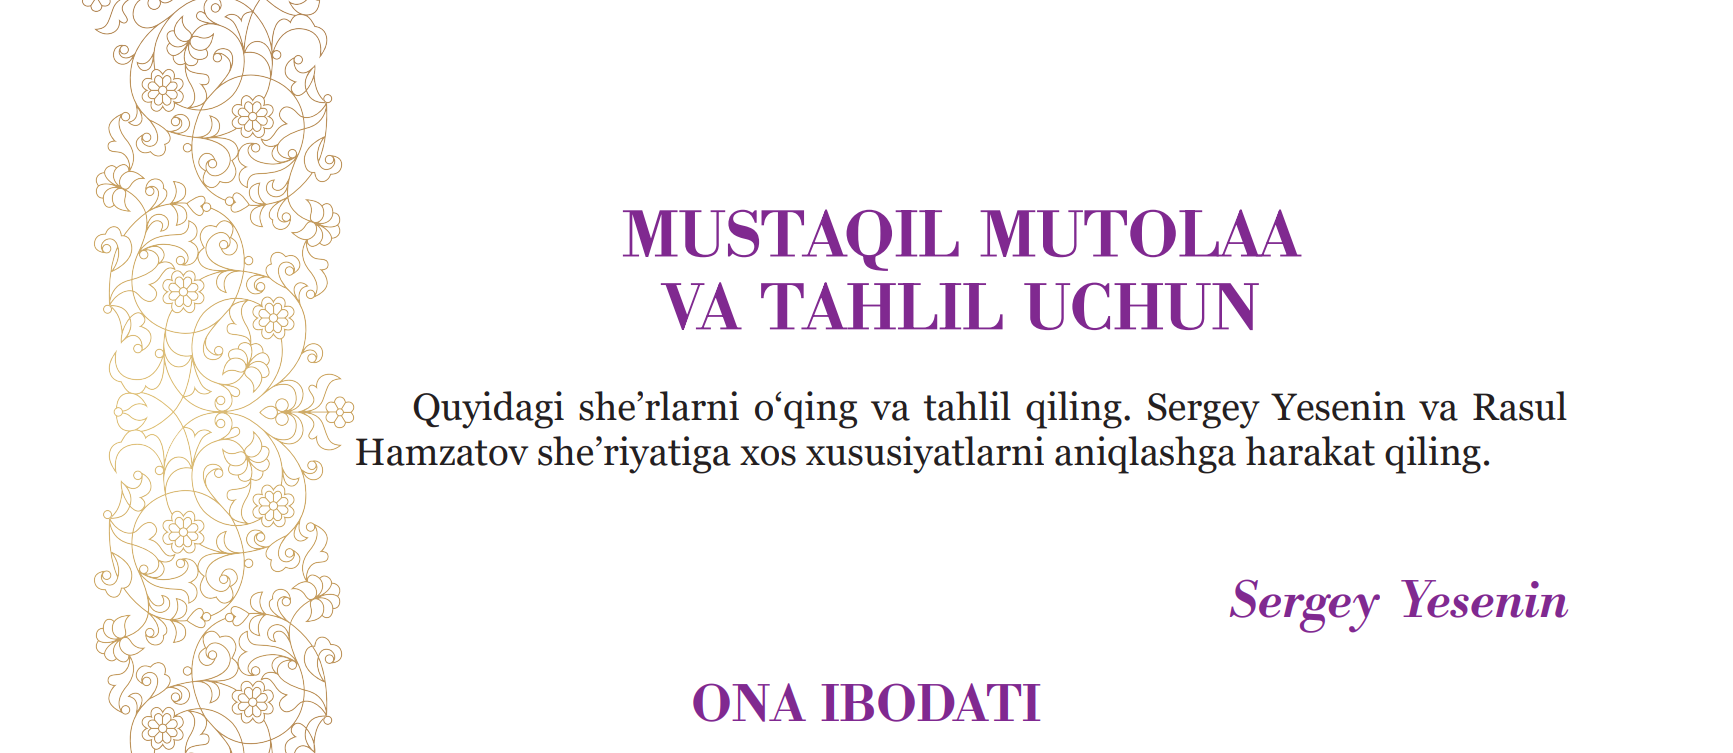 MUSTAQIL MUTOLAA
VA TAHLIL UCHUN
Quyidagi she’rlarni o‘qing va tahlil qiling. Sergey Yesenin va Rasul
Hamzatov she’riyatiga xos xususiyatlarni aniqlashga harakat qiling.
Sergey Yesenin
ONA IBODATI